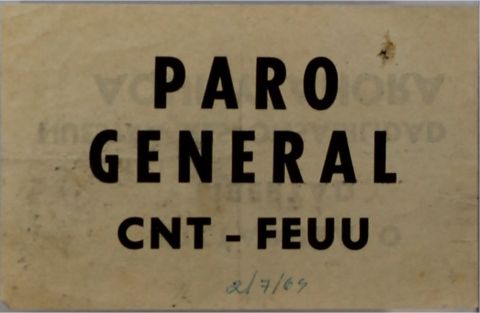 PARO
GENERAL
CNT - FEUU
2/7/69